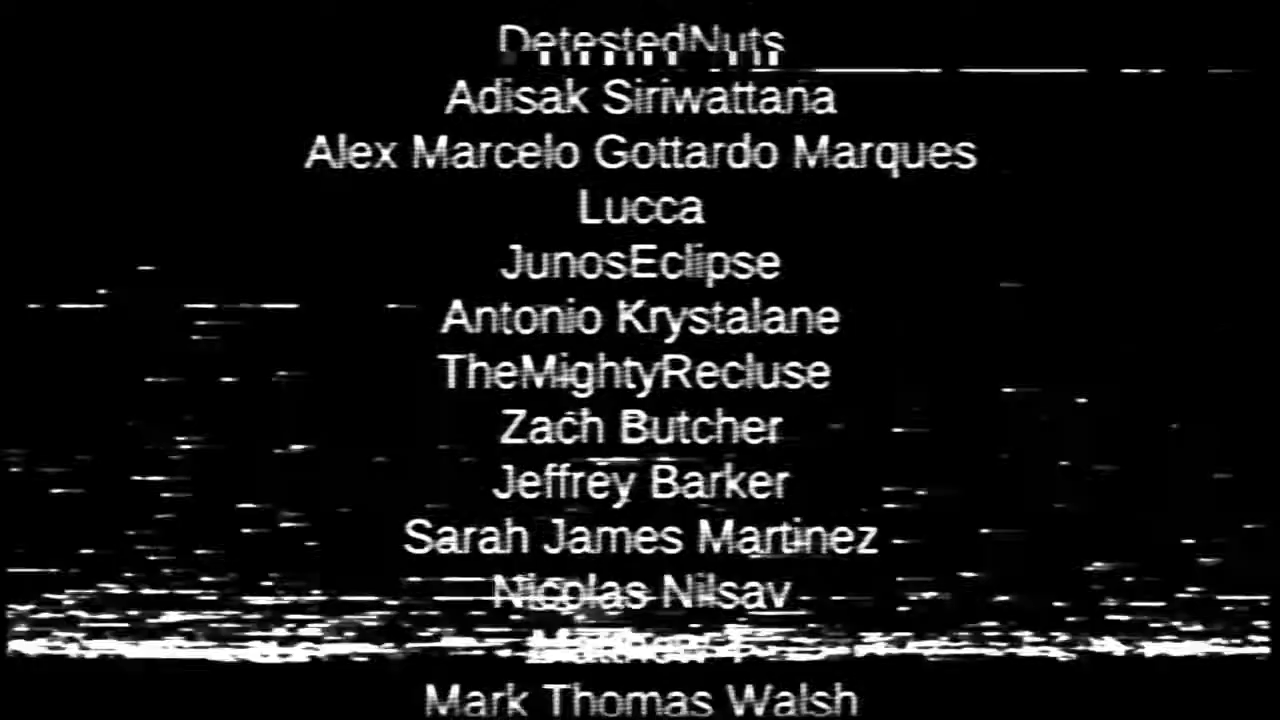 DetestedNuts
Adisak Siriwattana
Alex Marcelo Gottardo Marques
Lucca
JunosEclipse
Antonio Krystalane
TheMightyRecluse
Zach Butcher
Jeffrey Barker
Sarah James Martinez
Nicolas Nilsav
Mark Thomas Walsh